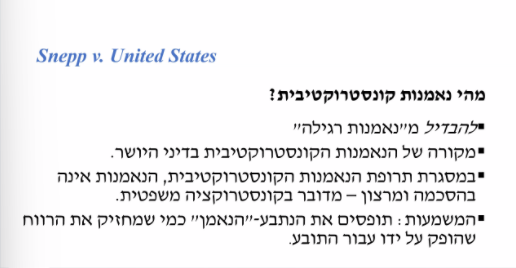 Snepp v. United States
מהי נאמנות קונסטרוקטיבית?
▪להבדיל מ"נאמנות רגילה"
▪מקורה של הנאמנות הקונסטרוקטיבית בדיני היושר.
▪במסגרת תרופת הנאמנות הקונסטרוקטיבית, הנאמנות אינה
בהסכמה ומרצון – מדובר בקונסטרוקציה משפטית.
▪המשמעות: תופסים את הנתבע-"הנאמן" כמי שמחזיק את הרווח
שהופק על ידו עבור התובע.